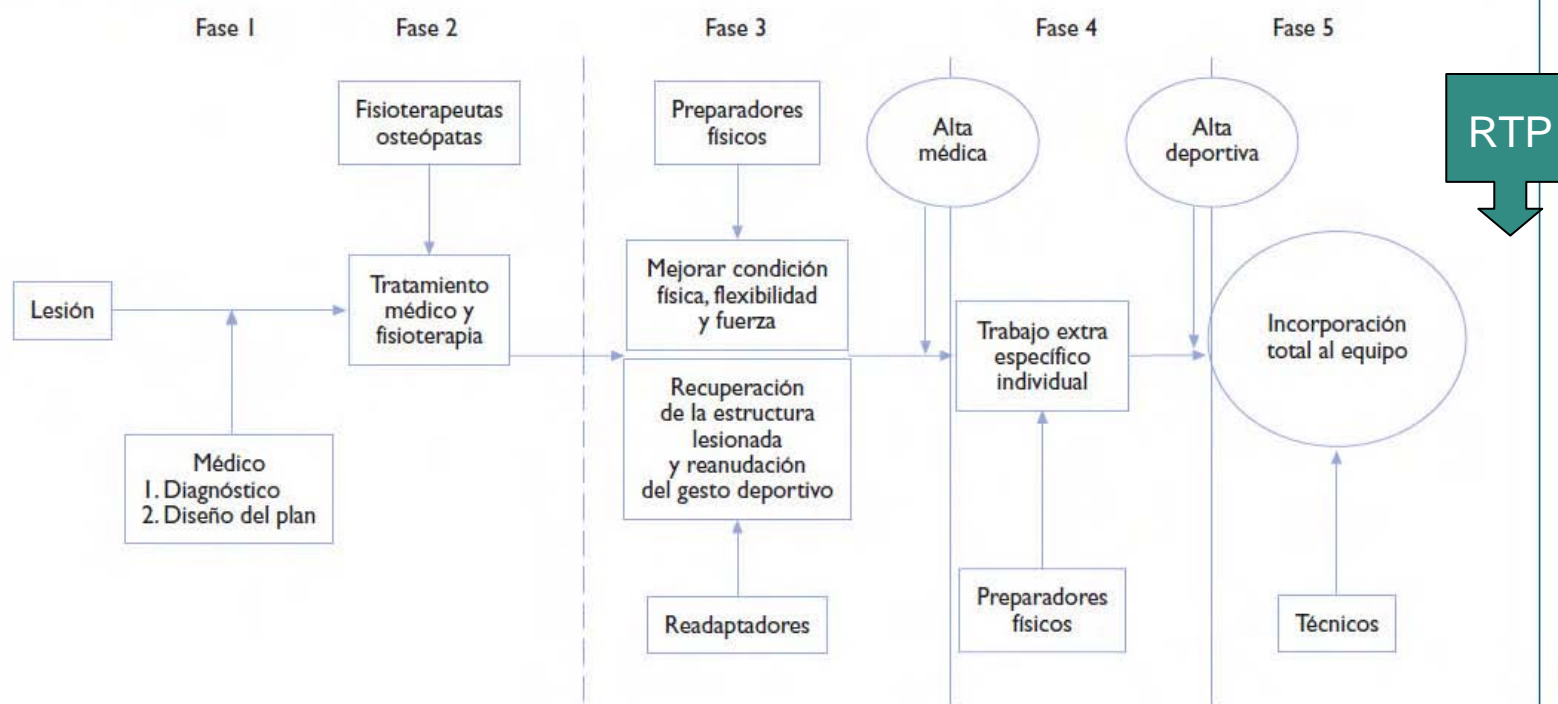 Fase 1
Fase 2
Fase 3
Fase 4
Fase 5
Fisioterapeutas
osteópatas
Preparadores
físicos
Alta
médica
Alta
deportiva
RTP
Lesión
Tratamiento
médico y
fisioterapia
Mejorar condición
física, flexibilidad
y fuerza
Recuperación
de la estructura
lesionada
y reanudación
del gesto deportivo
Trabajo extra
específico
individual
Incorporación
total al equipo
Médico
1. Diagnóstico
2. Diseño del plan
Readaptadores
Preparadores
físicos
Técnicos